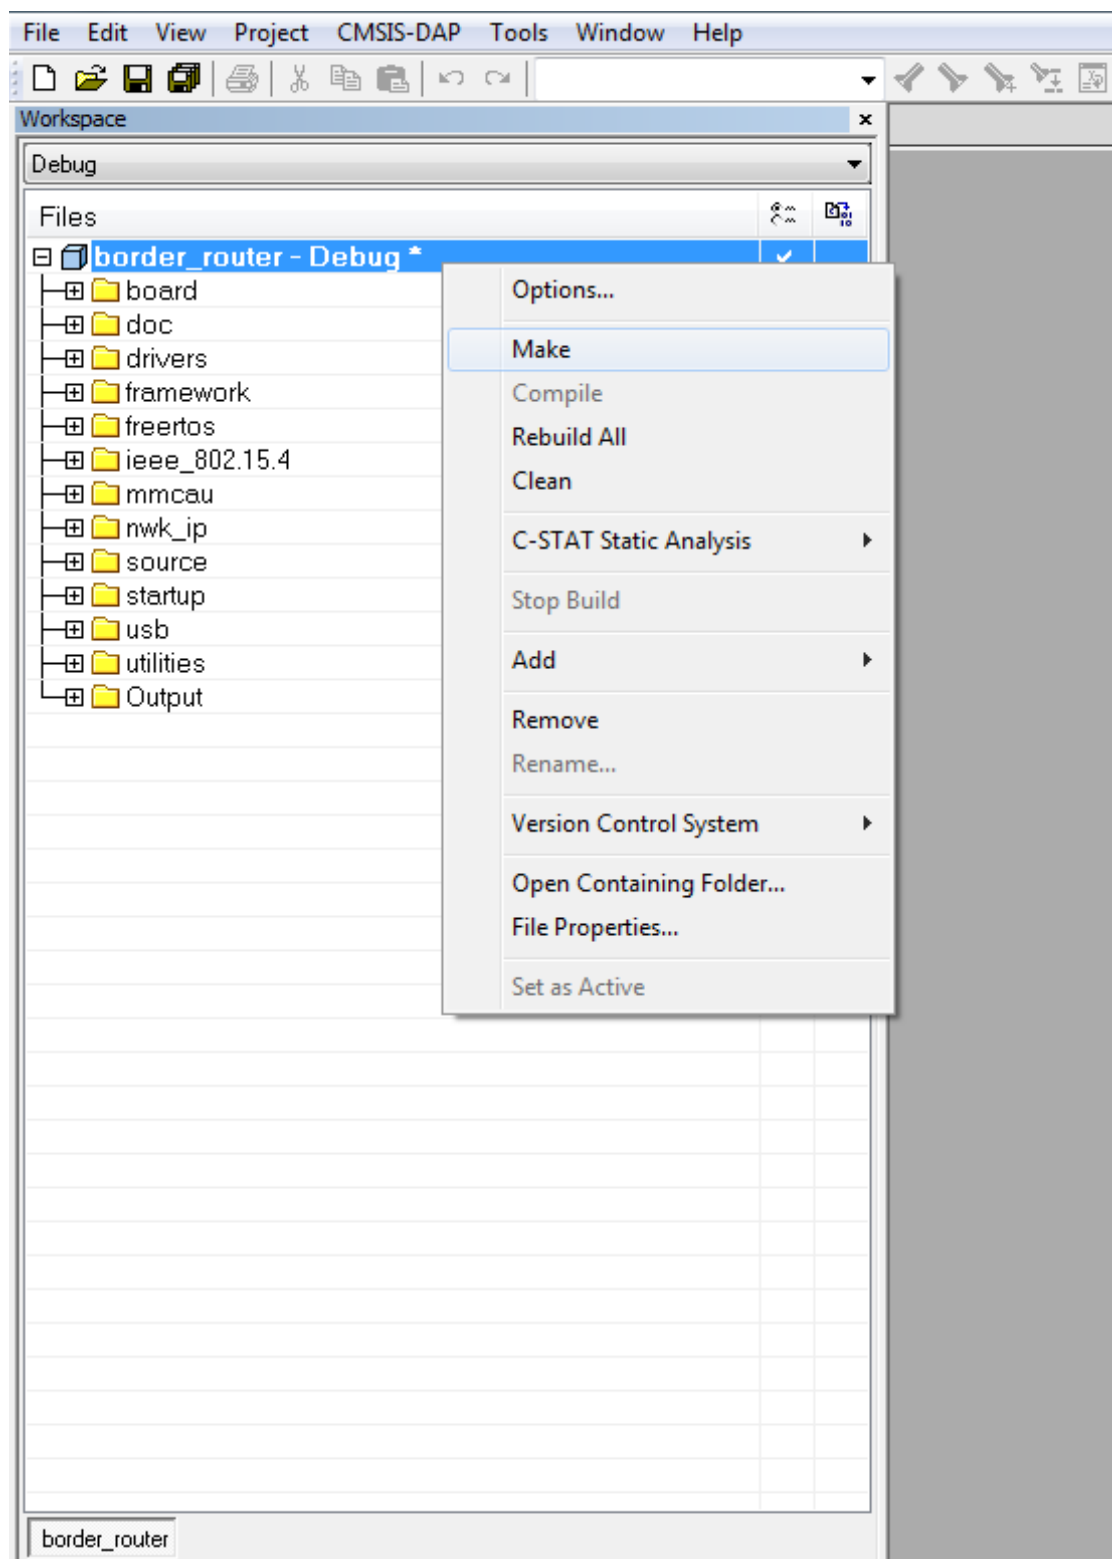 File Edit View Project CMSIS-DAP Tools Window Help
Workspace
Debug
Files
border_router - Debug *
board
doc
drivers
framework
freertos
ieee_802.15.4
mmcau
nwk_ip
source
startup
usb
utilities
Output
Options...
Make
Compile
Rebuild All
Clean
C-STAT Static Analysis
Stop Build
Add
Remove
Rename...
Version Control System
Open Containing Folder...
File Properties...
Set as Active
border_router